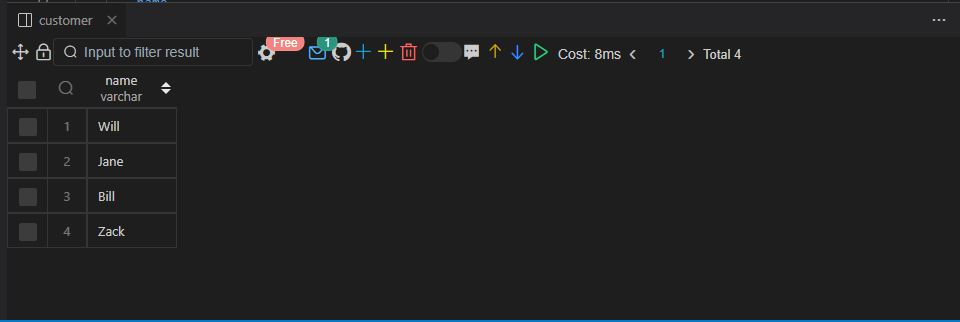 name
customer
Input to filter result
Free
1
Cost: 8ms
1
Total 4
name
varchar
1 Will
2 Jane
3 Bill
4 Zack